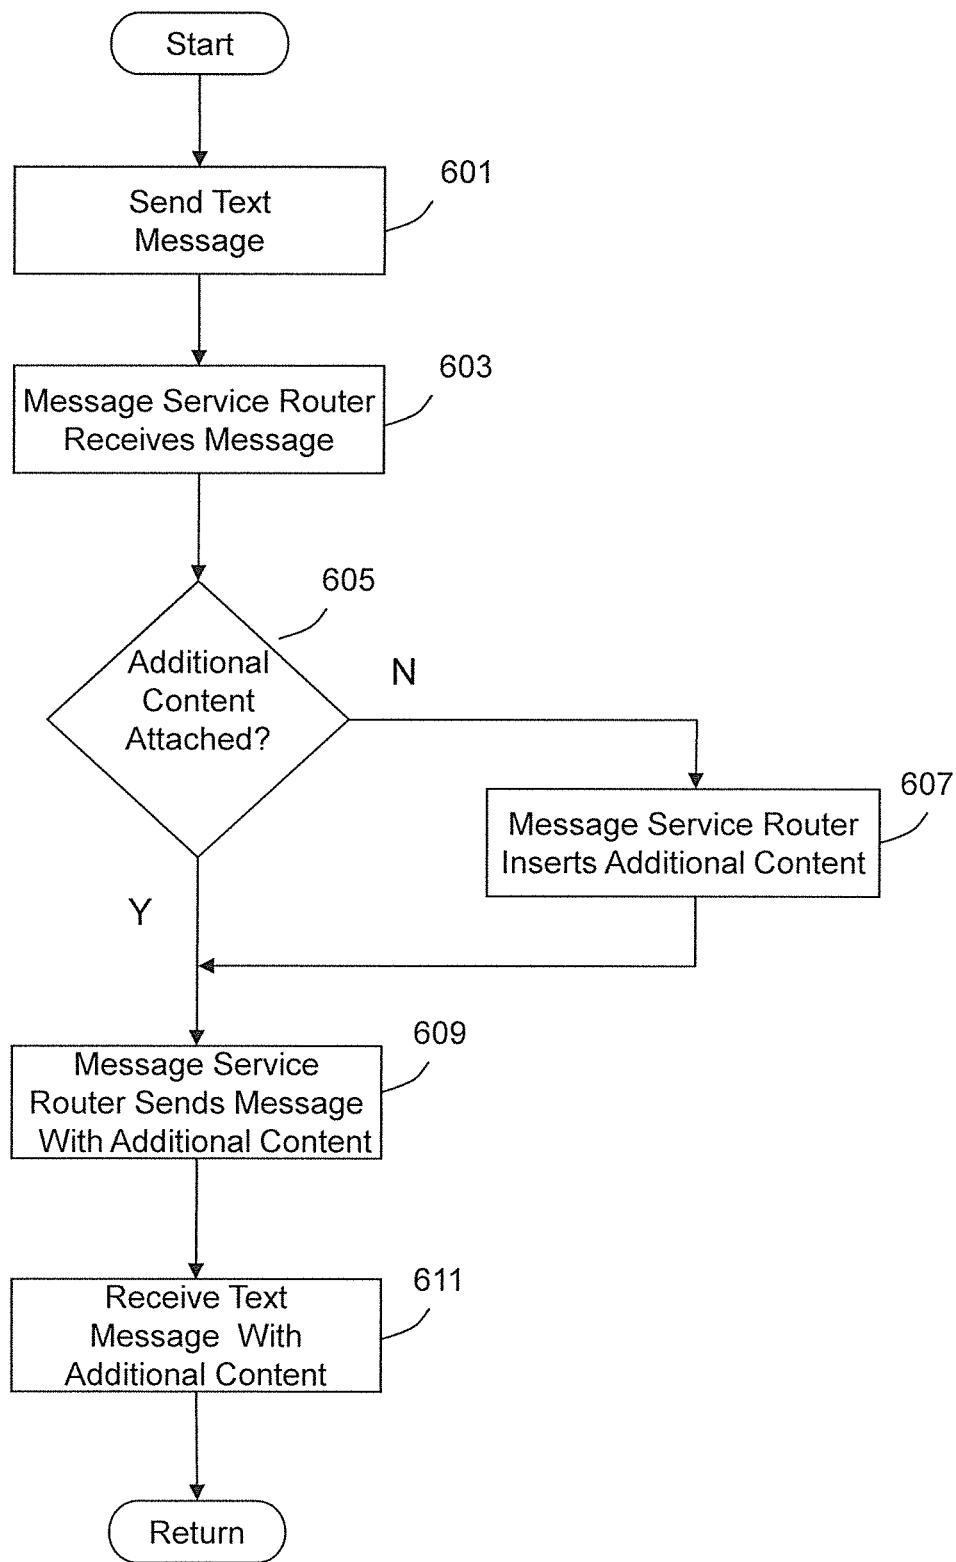 Start
601
Send Text
Message
603
Message Service Router
Receives Message
605
Additional
Content
Attached?
N
607
Message Service Router
Inserts Additional Content
Y
609
Message Service
Router Sends Message
With Additional Content
611
Receive Text
Message With
Additional Content
Return